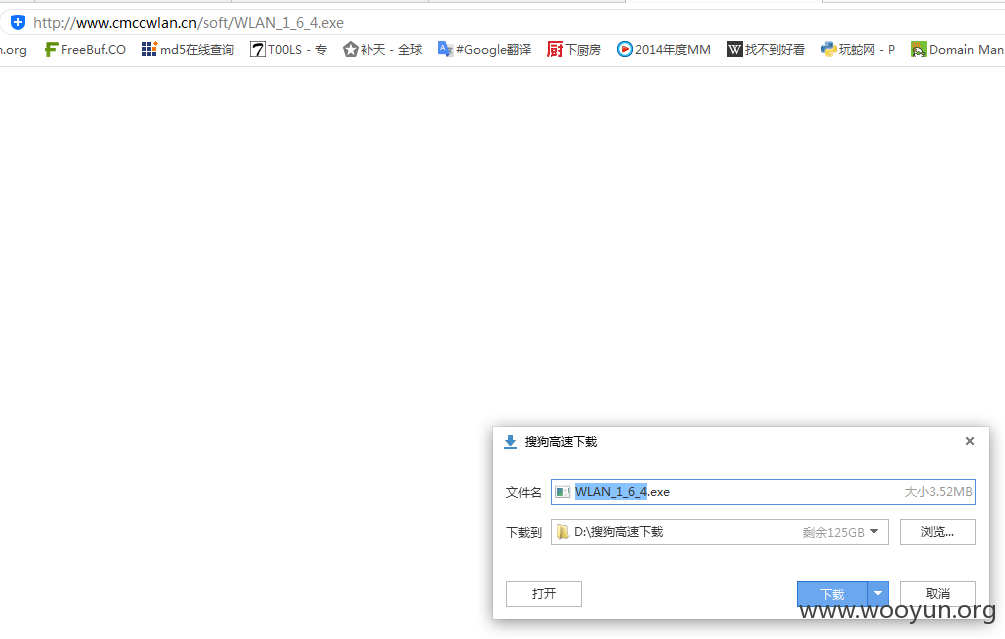 http://www.cmccwlan.cn/soft/WLAN_1_6_4.exe
n.org FreeBuf.CO md5在线查询 T00LS - 专 补天 - 全球 #Google翻译 下厨房 2014年度MM 找不到好看 玩蛇网 - P Domain Man
搜狗高速下载
文件名 WLAN_1_6_4.exe 大小3.52MB
下载到 D:\搜狗高速下载 剩余125GB 浏览...
打开 下载 取消
www.wooyun.org